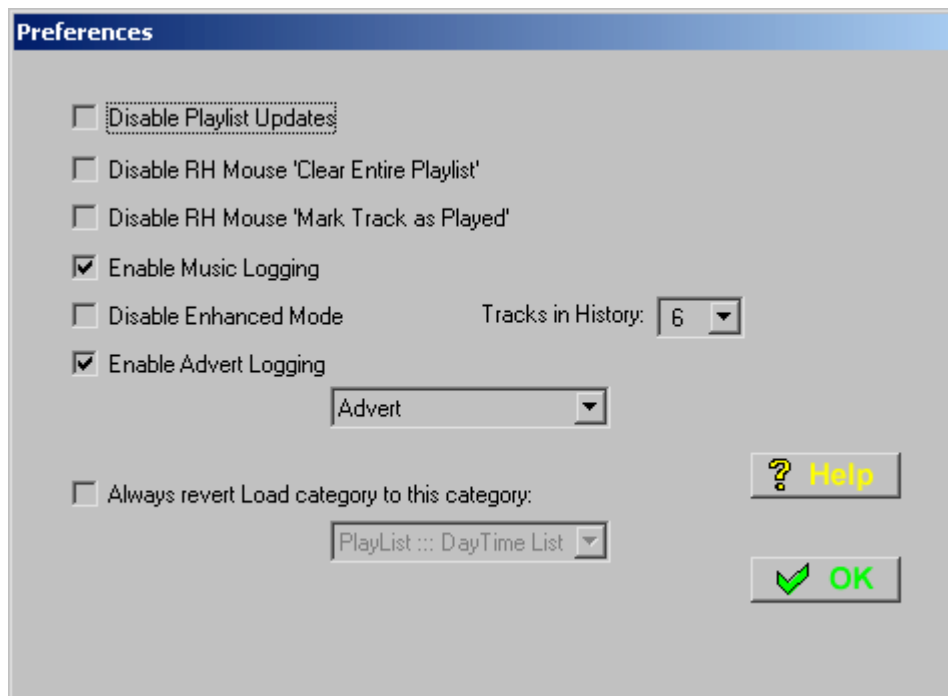 Preferences
Disable Playlist Updates
Disable RH Mouse 'Clear Entire Playlist'
Disable RH Mouse 'Mark Track as Played'
Enable Music Logging
Disable Enhanced Mode Tracks in History: 6
Enable Advert Logging
Advert
? Help
Always revert Load category to this category:
PlayList ::: DayTime List
OK